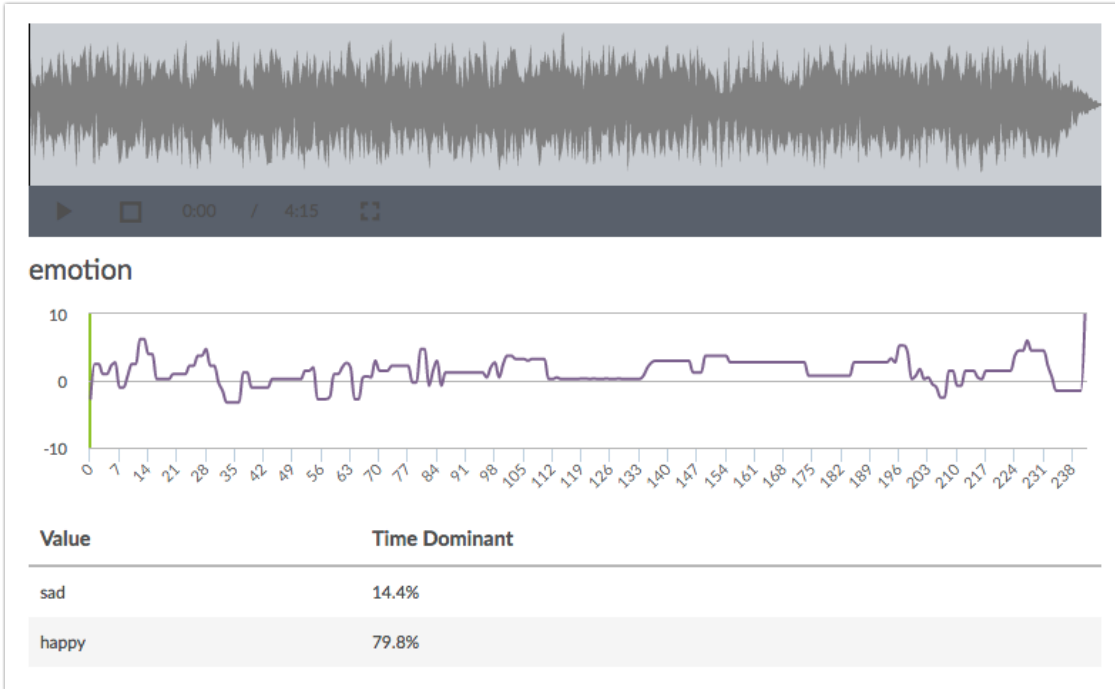 0:00 / 4:15
emotion
10
0
-10
0 7 14 21 28 35 42 49 56 63 70 77 84 91 98 105 112 119 126 133 140 147 154 161 168 175 182 189 196 203 210 217 224 231 238
Value Time Dominant
sad 14.4%
happy 79.8%